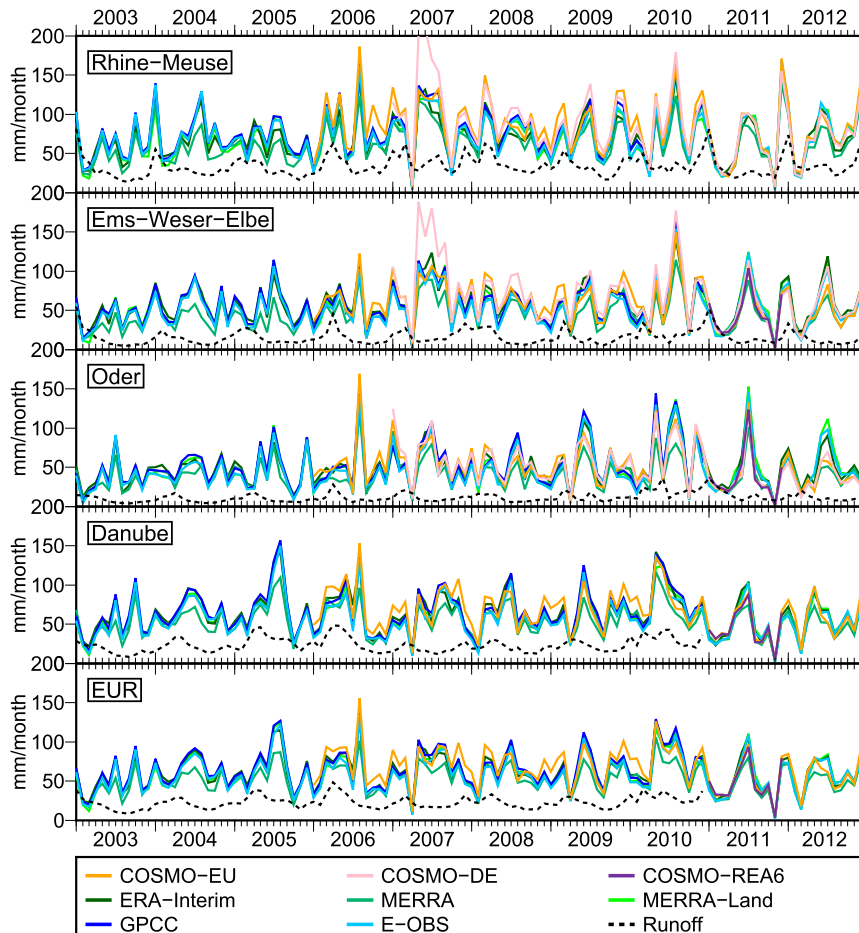 2003 2004 2005 2006 2007 2008 2009 2010 2011 2012
200
150
100
50
mm/month
Rhine−Meuse
200
150
100
50
mm/month
Ems−Weser−Elbe
200
150
100
50
mm/month
Oder
200
150
100
50
mm/month
Danube
200
150
100
50
0
mm/month
EUR
2003 2004 2005 2006 2007 2008 2009 2010 2011 2012
COSMO−EU COSMO−DE COSMO−REA6
ERA−Interim MERRA MERRA−Land
GPCC E−OBS Runoff